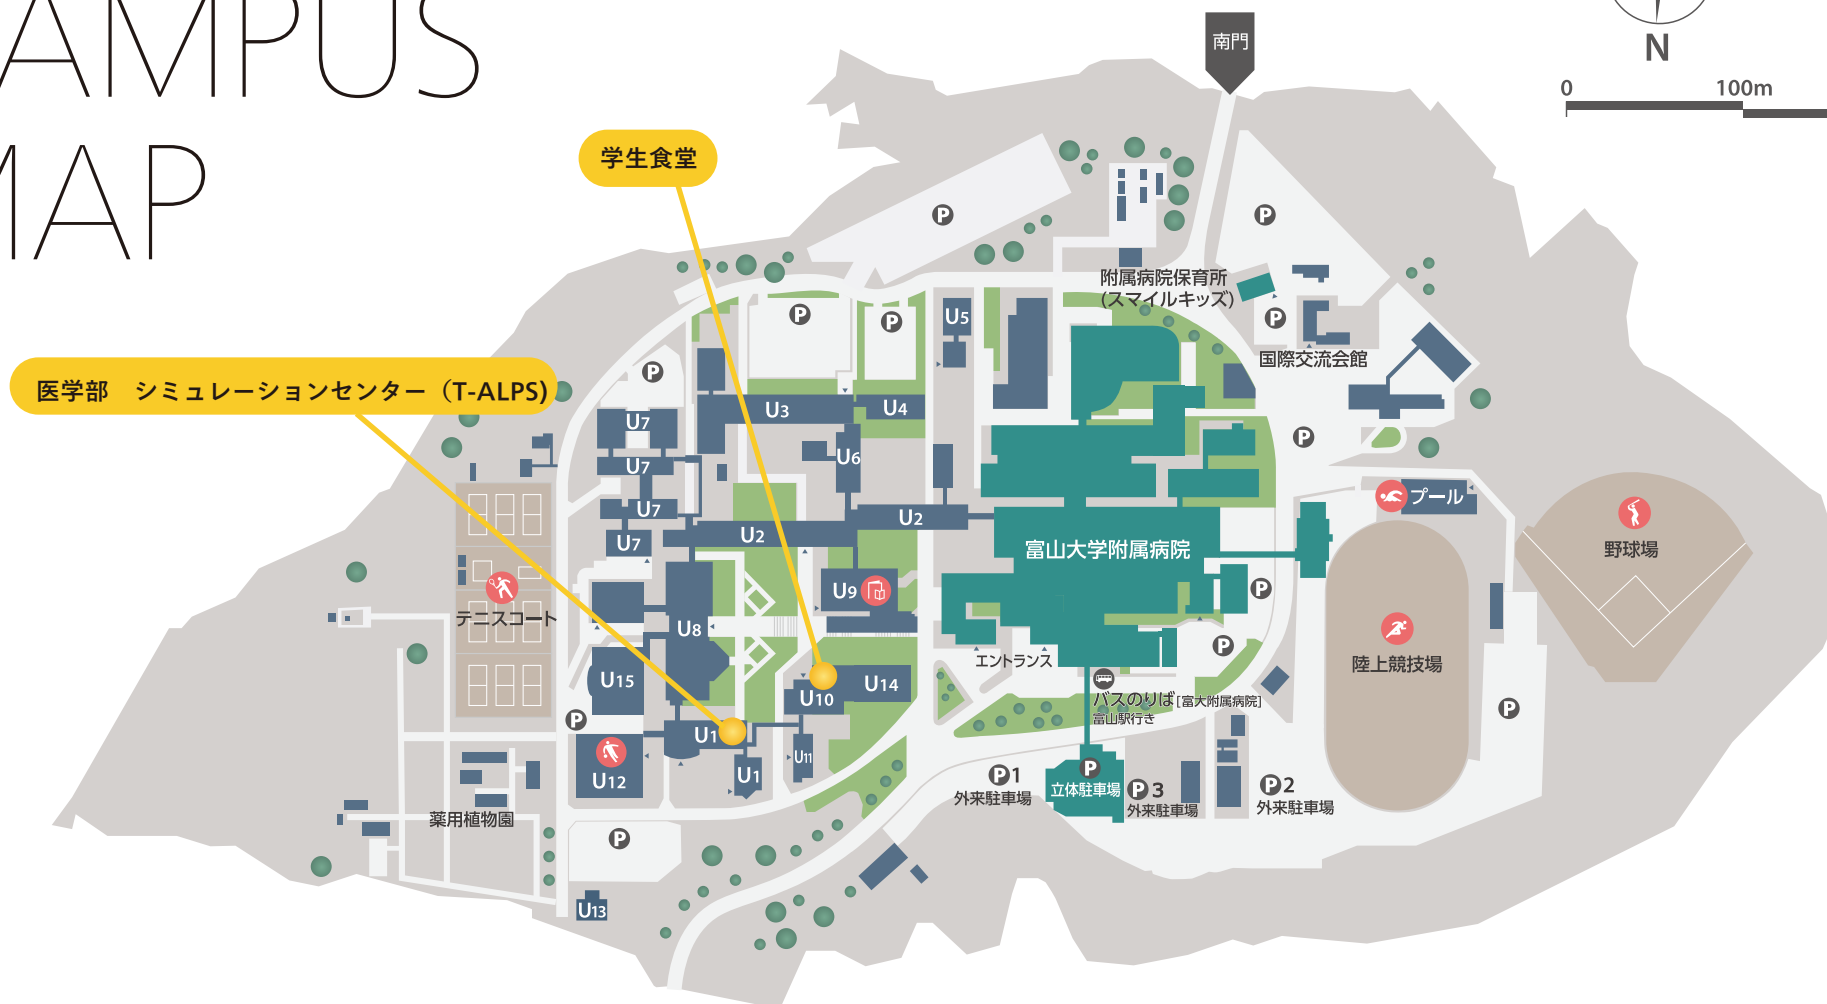 AMPUS
MAP
N
0 100m
南門
学生食堂
医学部 シミュレーションセンター（T-ALPS)
P
P
附属病院保育所
(スマイルキッズ)
P
P
U5
P
国際交流会館
P
U3
U4
U7
P
U6
U7
プール
U7
U2
野球場
U2
U7
富山大学附属病院
P
U9
テニスコート
U8
P
エントランス
陸上競技場
U15
U14
U10
バスのりば[富大附属病院]
富山駅行き
P
P
U1
U11
U12
U1
P1
外来駐車場
P
立体駐車場
P3
外来駐車場
P2
外来駐車場
薬用植物園
P
U13